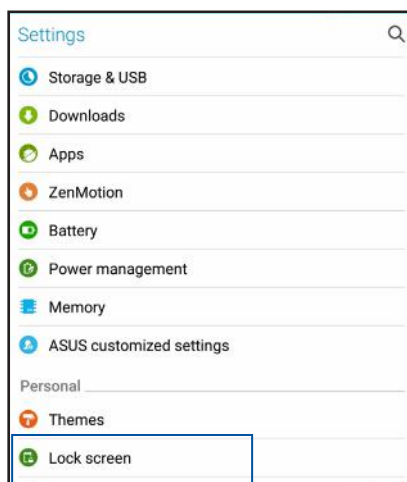 Settings
Storage & USB
Downloads
Apps
ZenMotion
Battery
Power management
Memory
ASUS customized settings
Personal
Themes
Lock screen